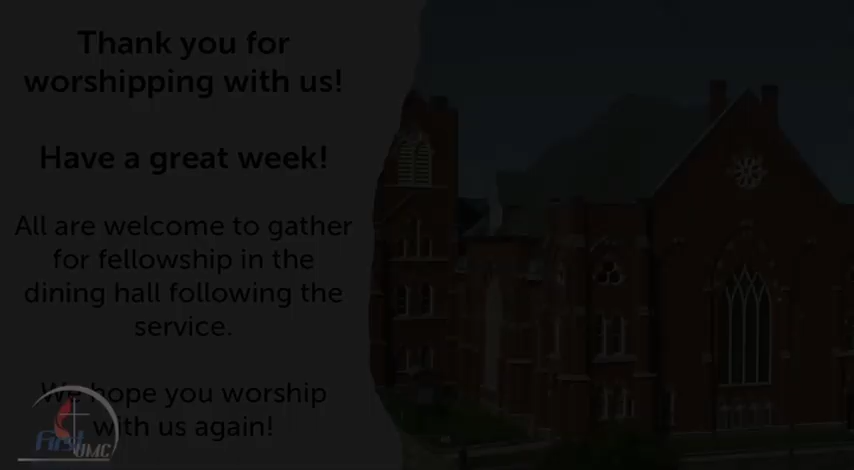 Thank you for
worshipping with us!
Have a great week!
All are welcome to gather
for fellowship in the
dining hall following the
service.
We hope you worship
with us again!
First
UMC